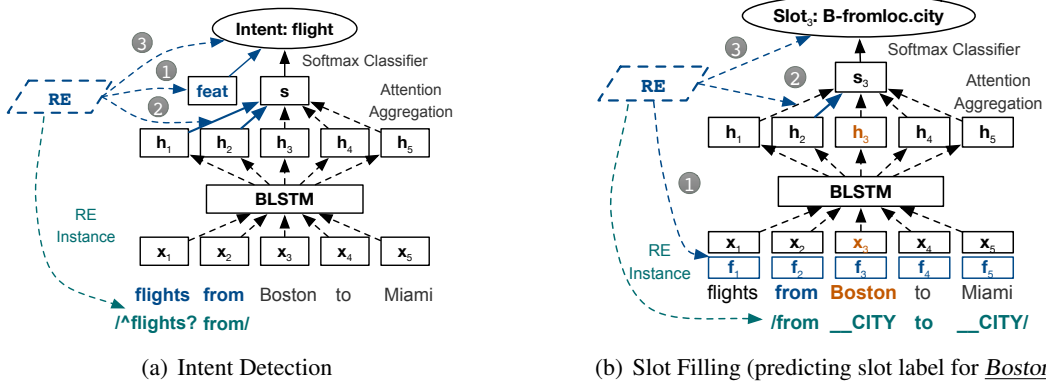 Intent: flight
3
Softmax Classifier
1
RE
feat
s
2
Attention
Aggregation
h1 h2 h3 h4 h5
BLSTM
RE
Instance
x1 x2 x3 x4 x5
flights from Boston to Miami
/^flights? from/
(a) Intent Detection
Slot3: B-fromloc.city
3
Softmax Classifier
2
RE
s3
Attention
Aggregation
h1 h2 h3 h4 h5
1
BLSTM
RE
Instance
x1 x2 x3 x4 x5
f1 f2 f3 f4 f5
flights from Boston to Miami
/from __CITY to __CITY/
(b) Slot Filling (predicting slot label for Boston